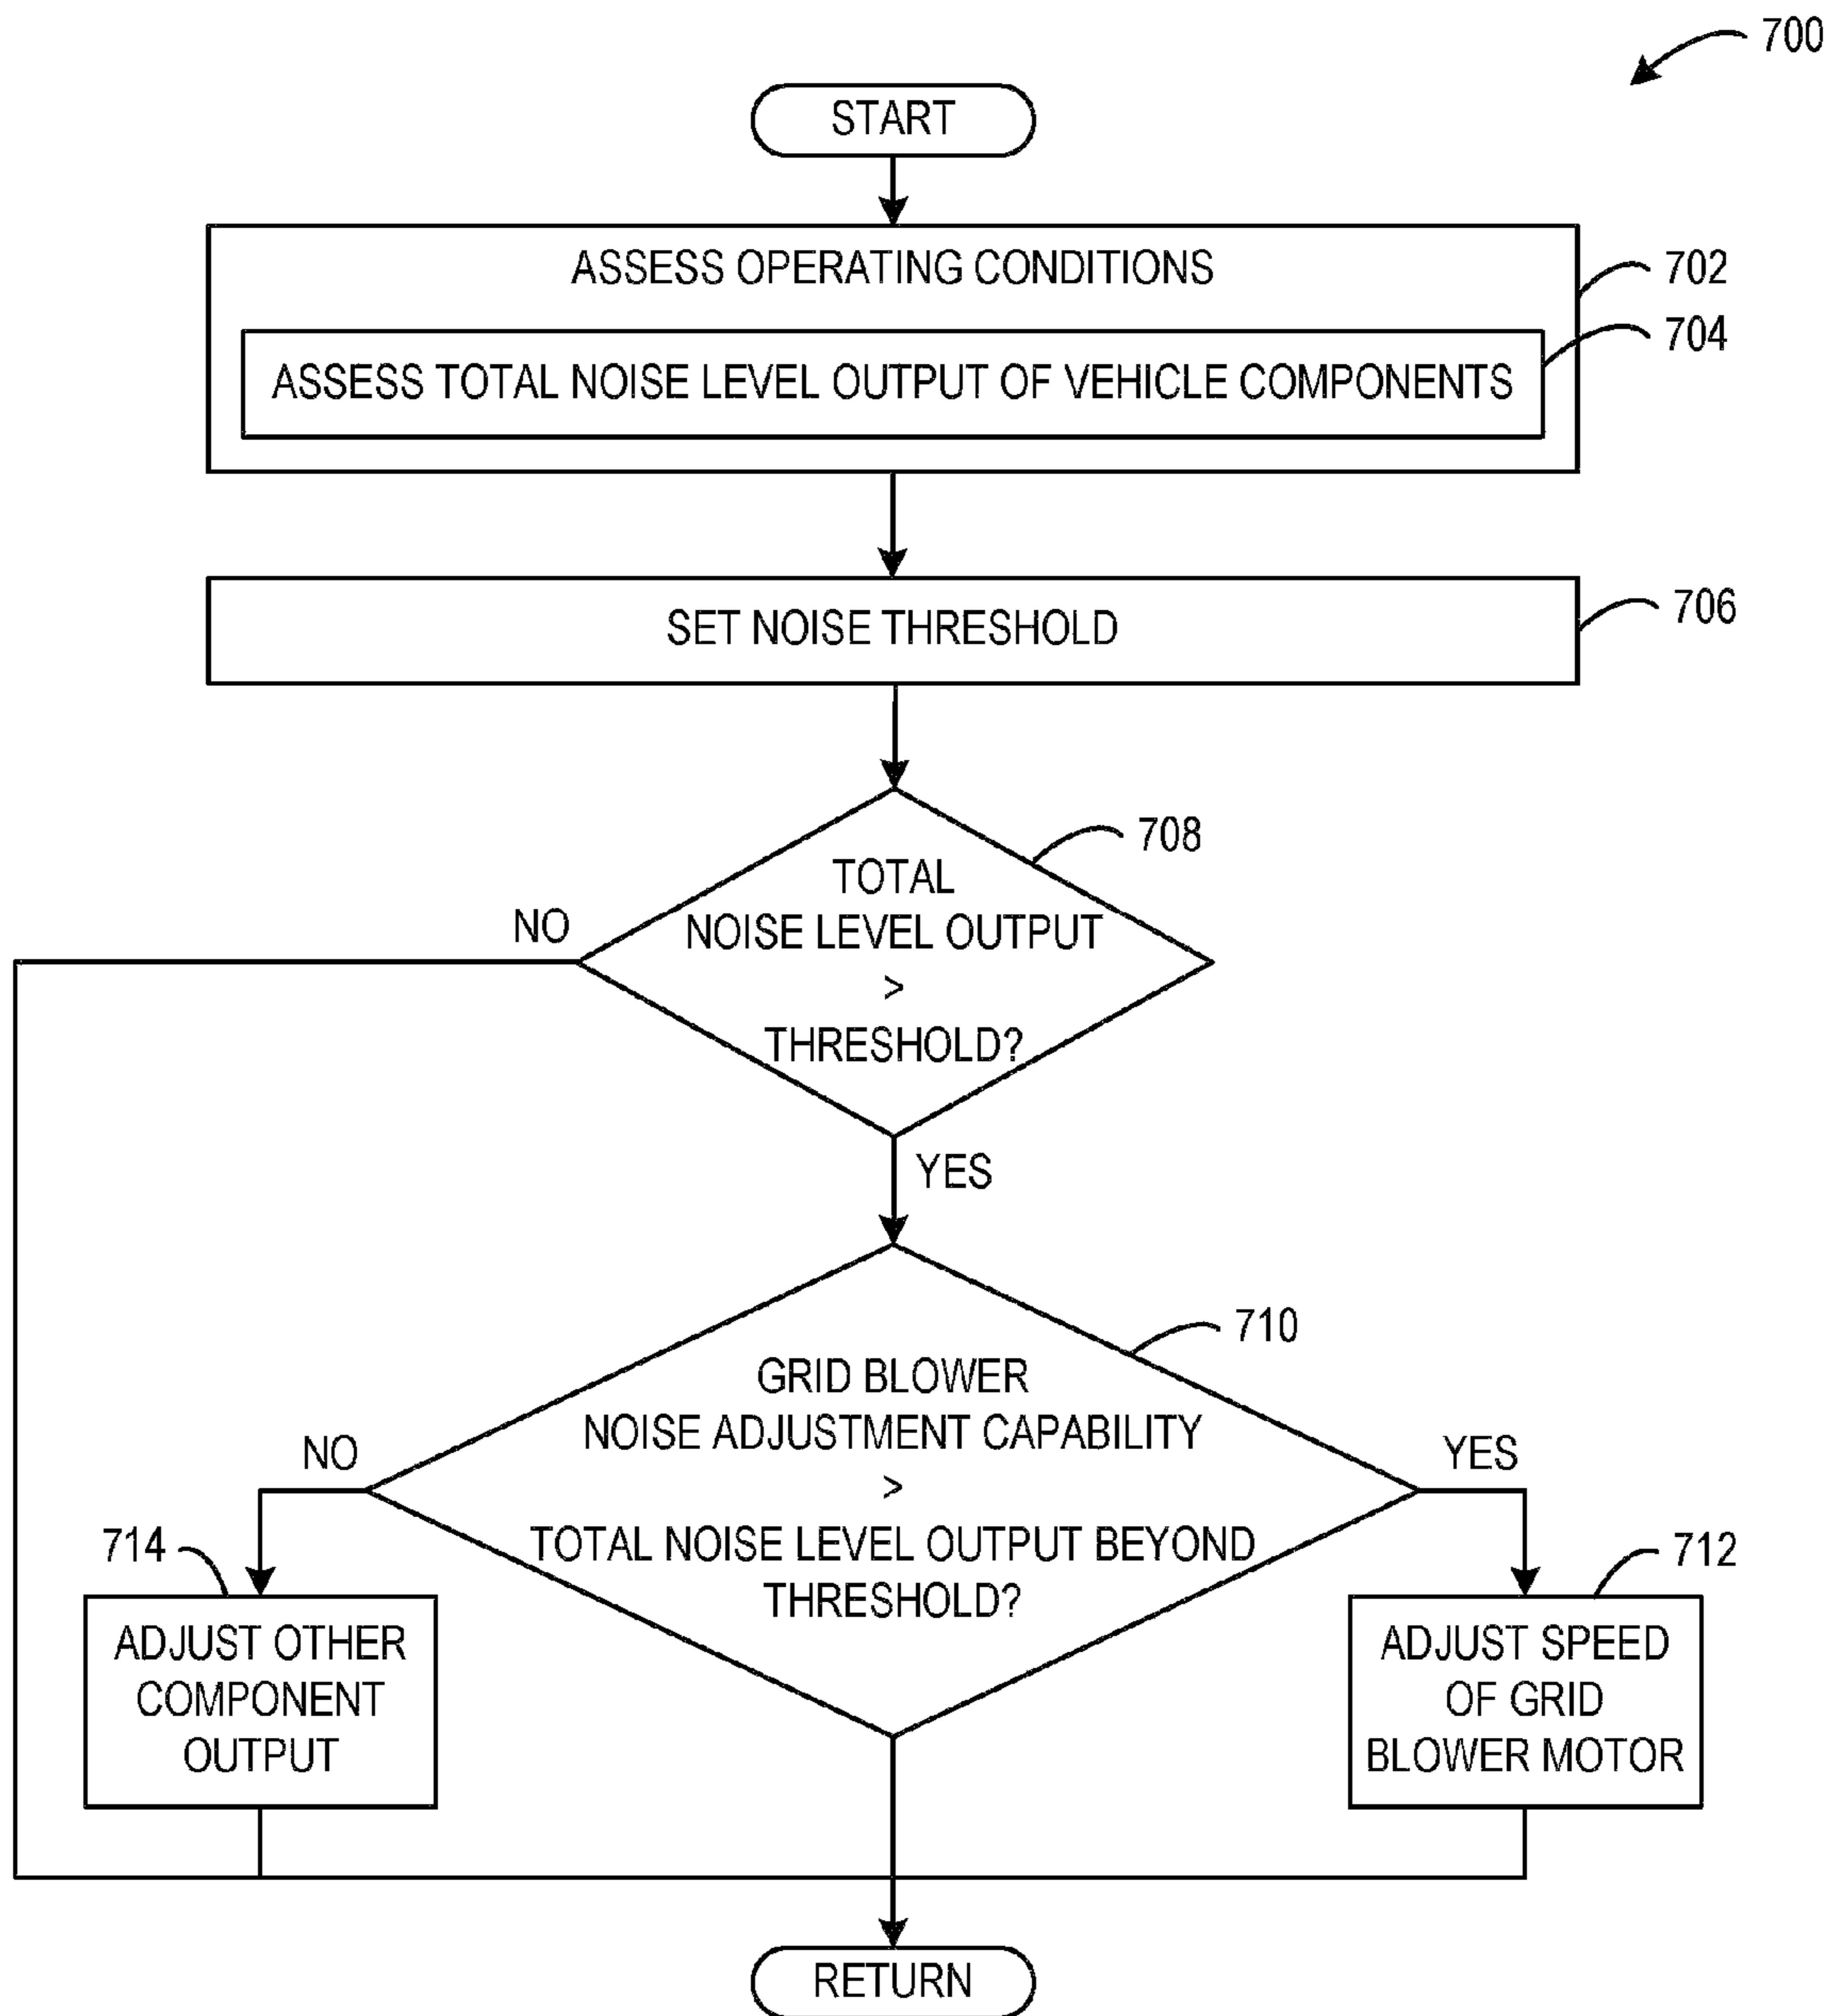 700
START
ASSESS OPERATING CONDITIONS
702
704
ASSESS TOTAL NOISE LEVEL OUTPUT OF VEHICLE COMPONENTS
SET NOISE THRESHOLD
706
708
TOTAL
NOISE LEVEL OUTPUT
>
THRESHOLD?
NO
YES
710
GRID BLOWER
NOISE ADJUSTMENT CAPABILITY
>
TOTAL NOISE LEVEL OUTPUT BEYOND
THRESHOLD?
NO
YES
714
ADJUST OTHER
COMPONENT
OUTPUT
712
ADJUST SPEED
OF GRID
BLOWER MOTOR
RETURN